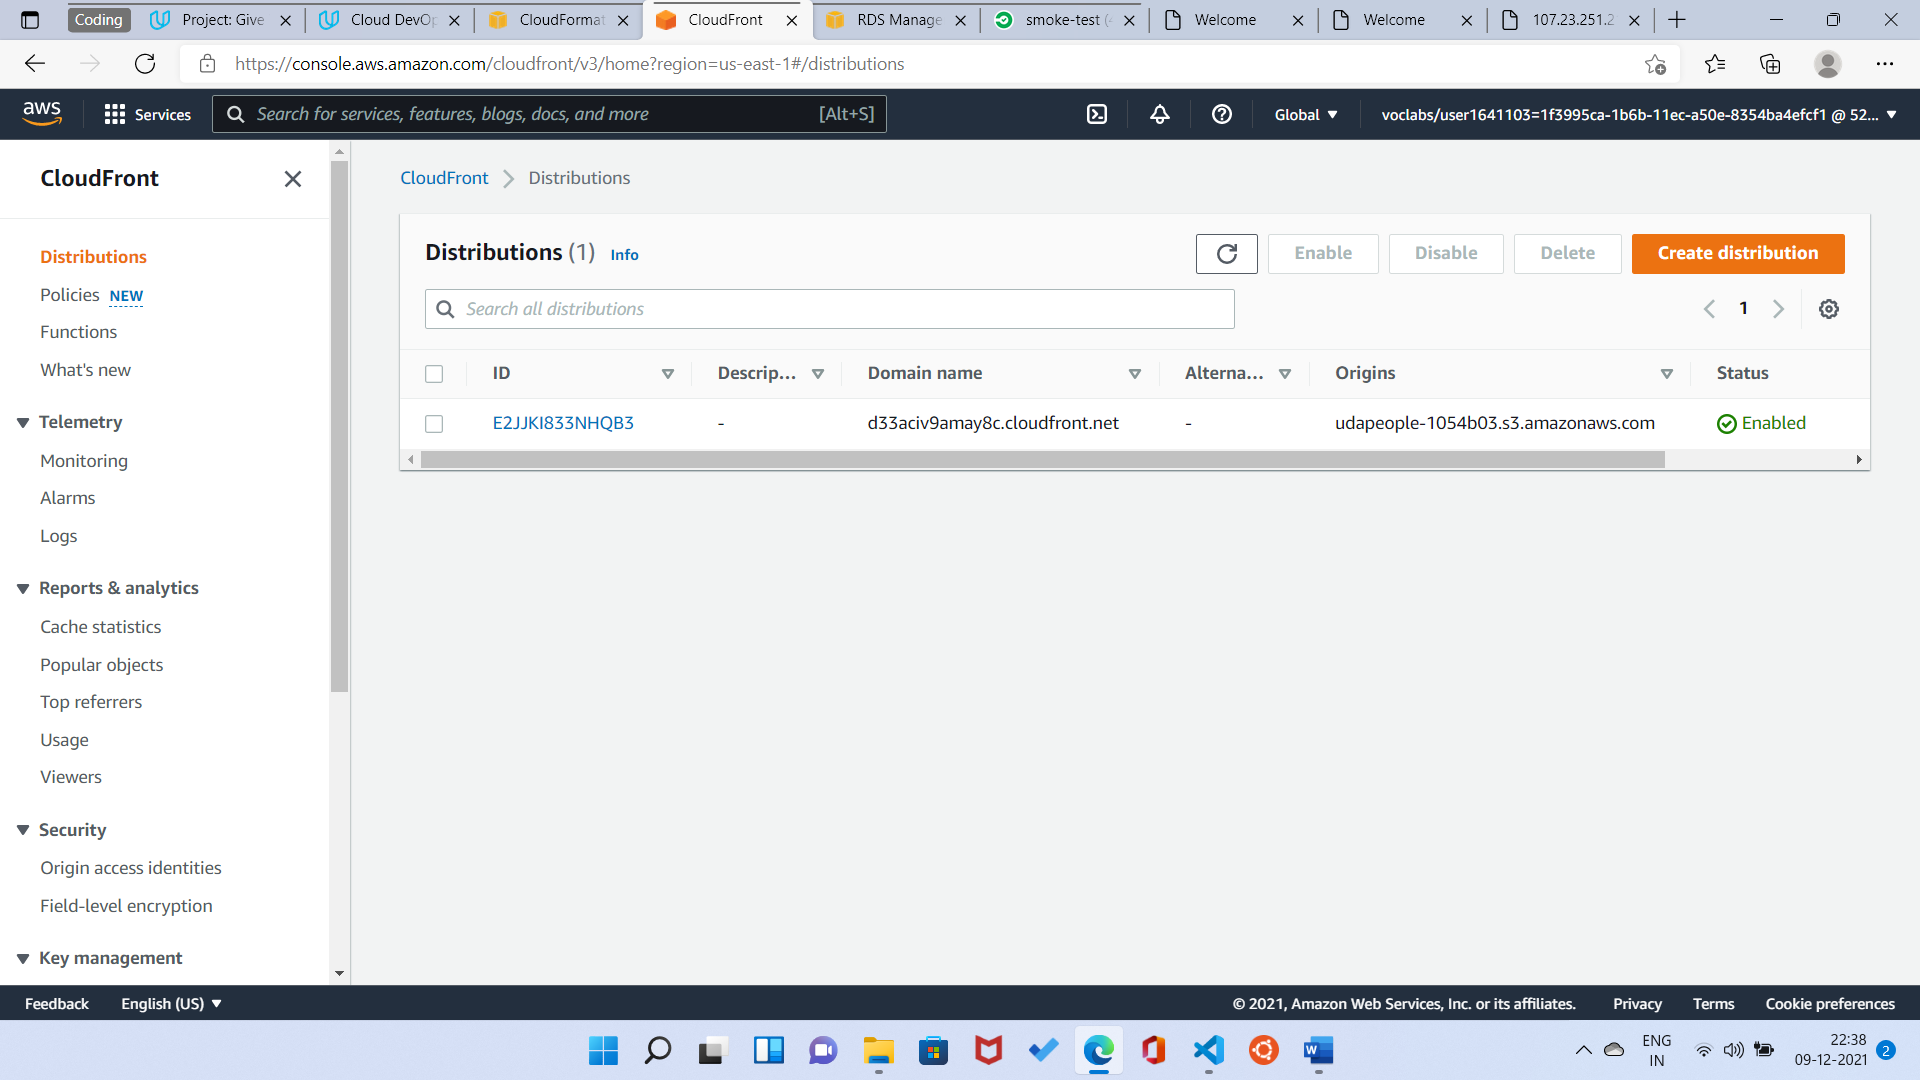 Coding Project: Give Cloud DevOp CloudFormat CloudFront RDS Manage smoke-test ( Welcome Welcome 107.23.251.2
https://console.aws.amazon.com/cloudfront/v3/home?region=us-east-1#/distributions
aws Services Search for services, features, blogs, docs, and more [Alt+S] Global voclabs/user1641103=1f3995ca-1b6b-11ec-a50e-8354ba4efcf1 @ 52...
CloudFront
Distributions
Policies NEW
Functions
What's new
Telemetry
Monitoring
Alarms
Logs
Reports & analytics
Cache statistics
Popular objects
Top referrers
Usage
Viewers
Security
Origin access identities
Field-level encryption
Key management
CloudFront Distributions
Distributions (1) Info Enable Disable Delete Create distribution
Search all distributions 1
ID Descrip... Domain name Alterna... Origins Status
E2JJKI833NHQB3 - d33aciv9amay8c.cloudfront.net - udapeople-1054b03.s3.amazonaws.com Enabled
Feedback English (US) © 2021, Amazon Web Services, Inc. or its affiliates. Privacy Terms Cookie preferences
ENG 22:38
IN 09-12-2021 2